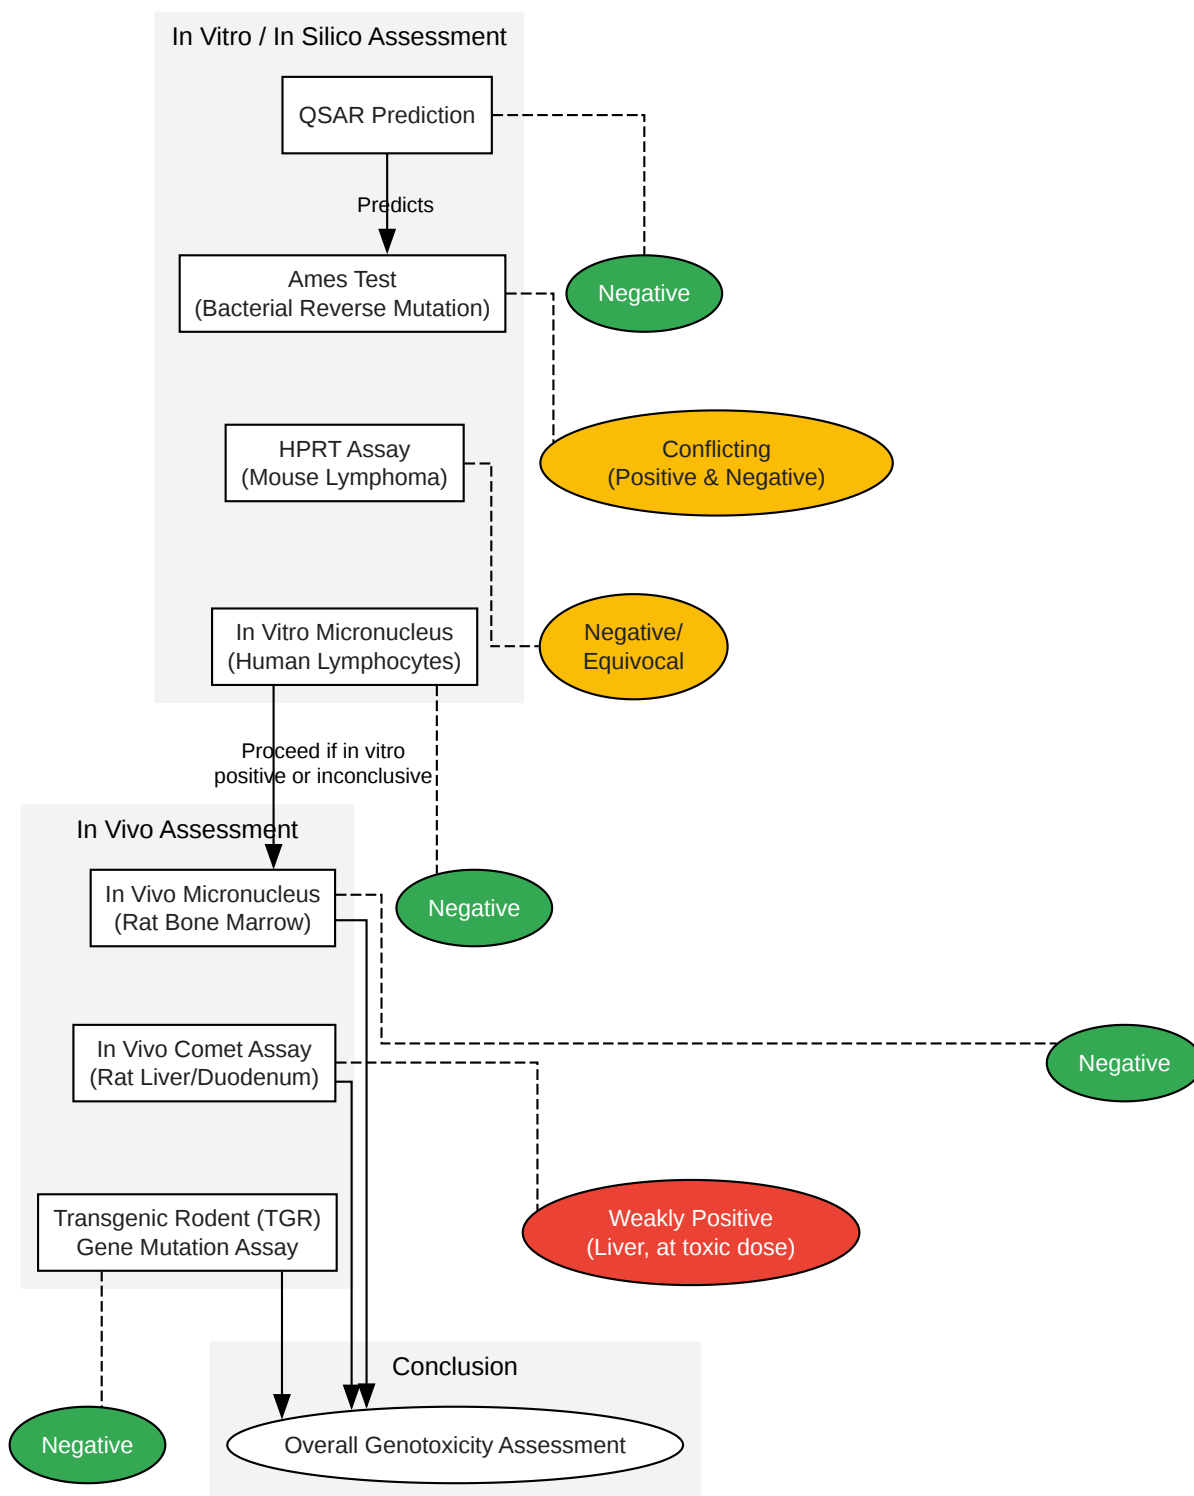 In Vitro / In Silico Assessment
QSAR Prediction
Predicts
Ames Test
(Bacterial Reverse Mutation)
Negative
HPRT Assay
(Mouse Lymphoma)
Conflicting
(Positive & Negative)
In Vitro Micronucleus
(Human Lymphocytes)
Negative/
Equivocal
Proceed if in vitro
positive or inconclusive
In Vivo Assessment
In Vivo Micronucleus
(Rat Bone Marrow)
Negative
In Vivo Comet Assay
(Rat Liver/Duodenum)
Negative
Transgenic Rodent (TGR)
Gene Mutation Assay
Weakly Positive
(Liver, at toxic dose)
Conclusion
Negative
Overall Genotoxicity Assessment